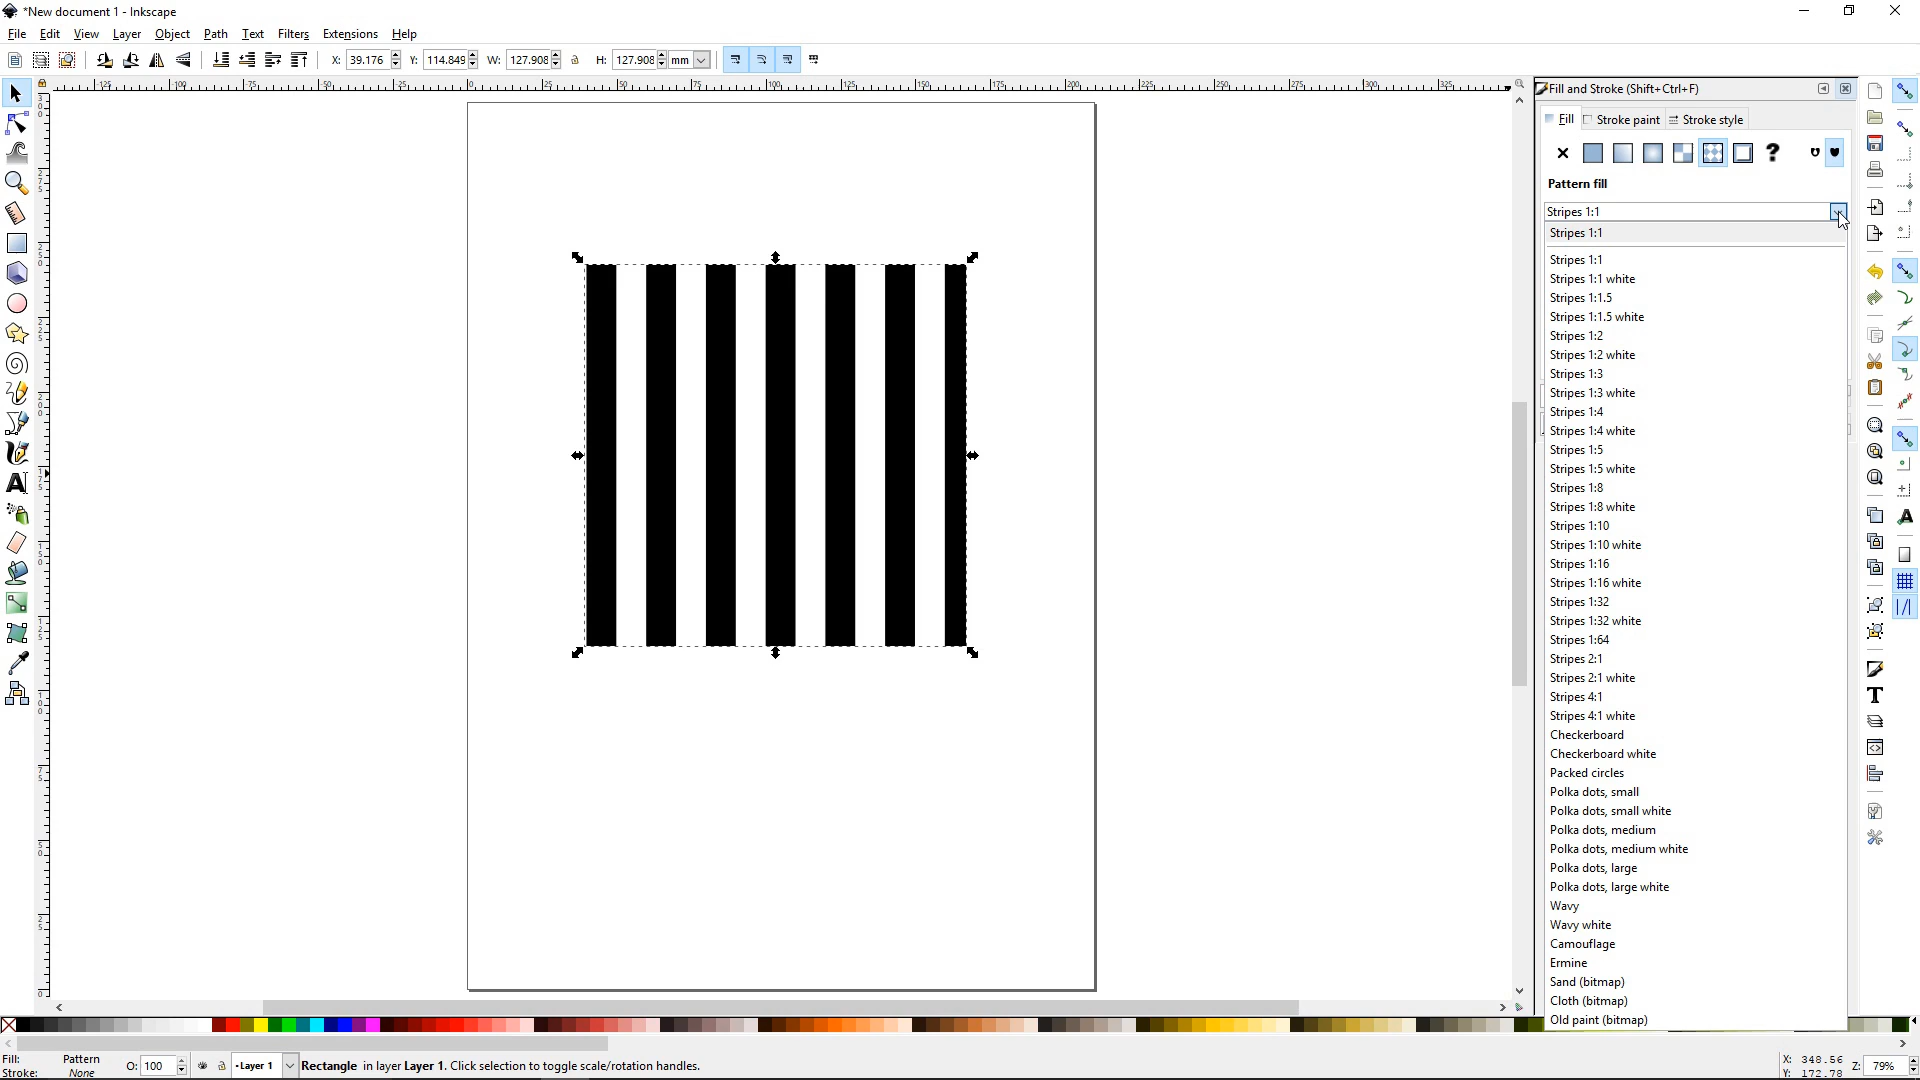 *New document 1 - Inkscape
File Edit View Layer Object Path Text Filters Extensions Help
X: 39.176 Y: 114.849 W: 127.908 H: 127.908 mm
Fill and Stroke (Shift+Ctrl+F)
Fill Stroke paint Stroke style
Pattern fill
Stripes 1:1
Stripes 1:1
Stripes 1:1
Stripes 1:1 white
Stripes 1:1.5
Stripes 1:1.5 white
Stripes 1:2
Stripes 1:2 white
Stripes 1:3
Stripes 1:3 white
Stripes 1:4
Stripes 1:4 white
Stripes 1:5
Stripes 1:5 white
Stripes 1:8
Stripes 1:8 white
Stripes 1:10
Stripes 1:10 white
Stripes 1:16
Stripes 1:16 white
Stripes 1:32
Stripes 1:32 white
Stripes 1:64
Stripes 2:1
Stripes 2:1 white
Stripes 4:1
Stripes 4:1 white
Checkerboard
Checkerboard white
Packed circles
Polka dots, small
Polka dots, small white
Polka dots, medium
Polka dots, medium white
Polka dots, large
Polka dots, large white
Wavy
Wavy white
Camouflage
Ermine
Sand (bitmap)
Cloth (bitmap)
Old paint (bitmap)
Fill: Pattern
Stroke: None
O: 100
•Layer 1
Rectangle in layer Layer 1. Click selection to toggle scale/rotation handles.
X: 348.56
Y: 172.78
Z: 79%